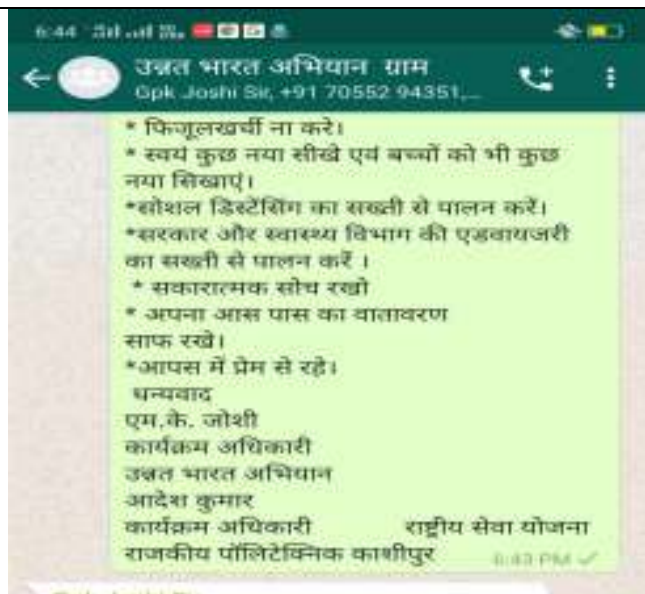 6:44
उन्नत भारत अभियान ग्राम
Gpk Joshi Sir, +91 70552 94351,...
* फिजूलखर्ची ना करे।
* स्वयं कुछ नया सीखे एवं बच्चों को भी कुछ
नया सिखाएं।
*सोशल डिस्टेंसिंग का सख्ती से पालन करें।
*सरकार और स्वास्थ्य विभाग की एडवायजरी
का सख्ती से पालन करें ।
* सकारात्मक सोच रखो
* अपना आस पास का वातावरण
साफ रखे।
*आपस में प्रेम से रहे।
धन्यवाद
एम.के. जोशी
कार्यक्रम अधिकारी
उन्नत भारत अभियान
आदेश कुमार
कार्यक्रम अधिकारी राष्ट्रीय सेवा योजना
राजकीय पॉलिटेक्निक काशीपुर
6:43 PM